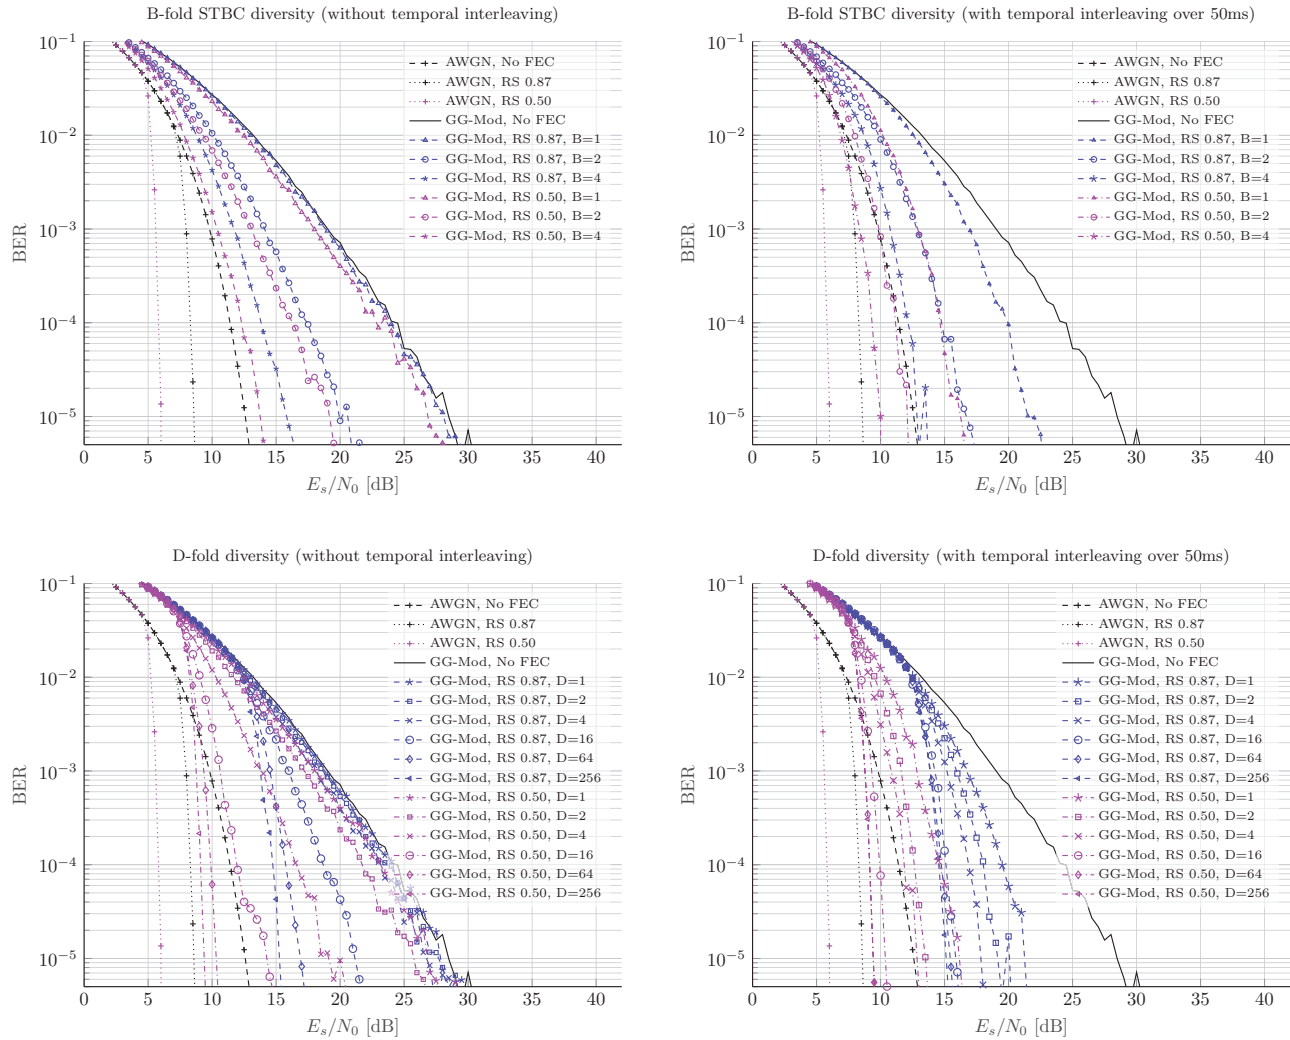 B-fold STBC diversity (without temporal interleaving)
10⁻¹
10⁻²
10⁻³
10⁻⁴
10⁻⁵
BER
AWGN, No FEC
AWGN, RS 0.87
AWGN, RS 0.50
GG-Mod, No FEC
GG-Mod, RS 0.87, B=1
GG-Mod, RS 0.87, B=2
GG-Mod, RS 0.87, B=4
GG-Mod, RS 0.50, B=1
GG-Mod, RS 0.50, B=2
GG-Mod, RS 0.50, B=4
0 5 10 15 20 25 30 35 40
E_s/N_0 [dB]
B-fold STBC diversity (with temporal interleaving over 50ms)
10⁻¹
10⁻²
10⁻³
10⁻⁴
10⁻⁵
BER
AWGN, No FEC
AWGN, RS 0.87
AWGN, RS 0.50
GG-Mod, No FEC
GG-Mod, RS 0.87, B=1
GG-Mod, RS 0.87, B=2
GG-Mod, RS 0.87, B=4
GG-Mod, RS 0.50, B=1
GG-Mod, RS 0.50, B=2
GG-Mod, RS 0.50, B=4
0 5 10 15 20 25 30 35 40
E_s/N_0 [dB]
D-fold diversity (without temporal interleaving)
10⁻¹
10⁻²
10⁻³
10⁻⁴
10⁻⁵
BER
AWGN, No FEC
AWGN, RS 0.87
AWGN, RS 0.50
GG-Mod, No FEC
GG-Mod, RS 0.87, D=1
GG-Mod, RS 0.87, D=2
GG-Mod, RS 0.87, D=4
GG-Mod, RS 0.87, D=16
GG-Mod, RS 0.87, D=64
GG-Mod, RS 0.87, D=256
GG-Mod, RS 0.50, D=1
GG-Mod, RS 0.50, D=2
GG-Mod, RS 0.50, D=4
GG-Mod, RS 0.50, D=16
GG-Mod, RS 0.50, D=64
GG-Mod, RS 0.50, D=256
0 5 10 15 20 25 30 35 40
E_s/N_0 [dB]
D-fold diversity (with temporal interleaving over 50ms)
10⁻¹
10⁻²
10⁻³
10⁻⁴
10⁻⁵
BER
AWGN, No FEC
AWGN, RS 0.87
AWGN, RS 0.50
GG-Mod, No FEC
GG-Mod, RS 0.87, D=1
GG-Mod, RS 0.87, D=2
GG-Mod, RS 0.87, D=4
GG-Mod, RS 0.87, D=16
GG-Mod, RS 0.87, D=64
GG-Mod, RS 0.87, D=256
GG-Mod, RS 0.50, D=1
GG-Mod, RS 0.50, D=2
GG-Mod, RS 0.50, D=4
GG-Mod, RS 0.50, D=16
GG-Mod, RS 0.50, D=64
GG-Mod, RS 0.50, D=256
0 5 10 15 20 25 30 35 40
E_s/N_0 [dB]